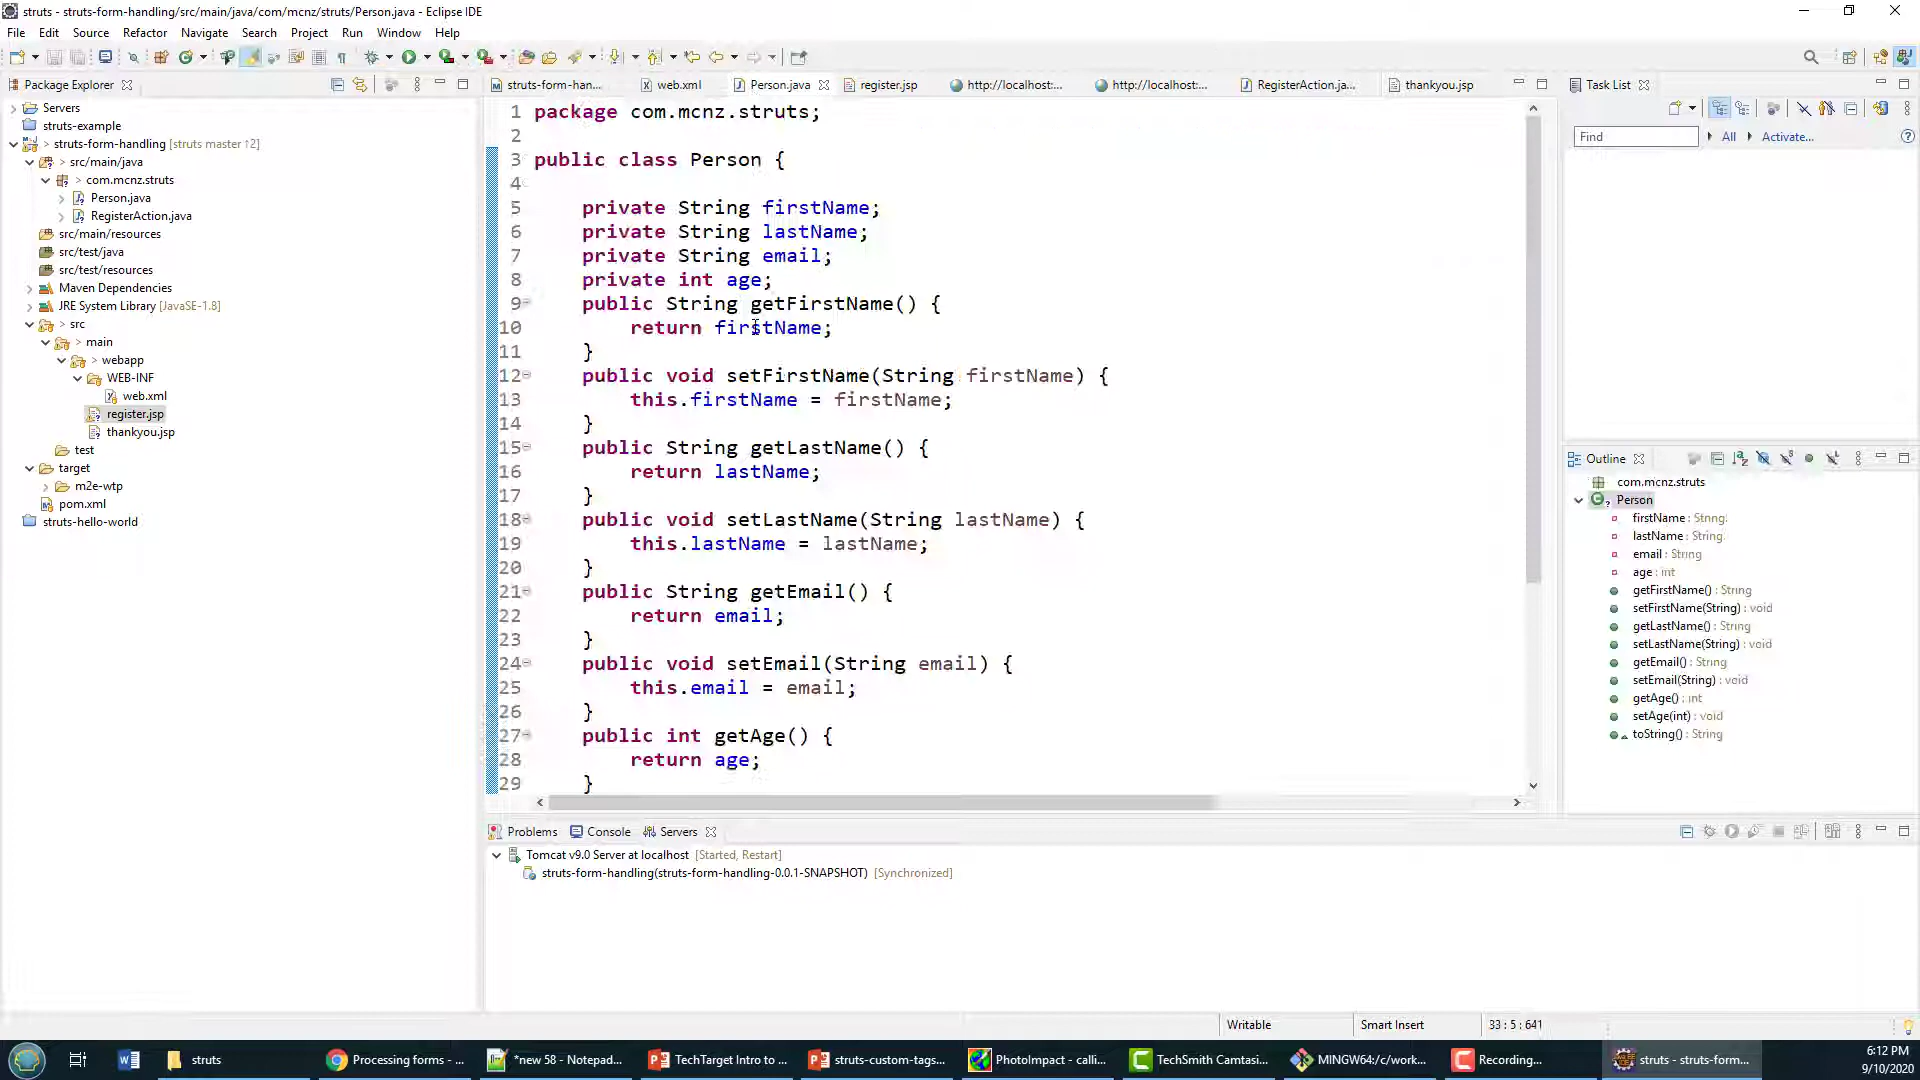 struts - struts-form-handling/src/main/java/com/mcnz/struts/Person.java - Eclipse IDE
File Edit Source Refactor Navigate Search Project Run Window Help
Package Explorer
Servers
struts-example
> struts-form-handling [struts master ↑2]
> src/main/java
> com.mcnz.struts
> Person.java
> RegisterAction.java
src/main/resources
src/test/java
src/test/resources
Maven Dependencies
JRE System Library [JavaSE-1.8]
> src
> main
> webapp
WEB-INF
web.xml
register.jsp
thankyou.jsp
test
target
m2e-wtp
pom.xml
struts-hello-world
struts-form-han... web.xml Person.java register.jsp http://localhost:... http://localhost:... RegisterAction.ja... thankyou.jsp
1 package com.mcnz.struts;
2
3 public class Person {
4
5 private String firstName;
6 private String lastName;
7 private String email;
8 private int age;
9 public String getFirstName() {
10 return firstName;
11 }
12 public void setFirstName(String firstName) {
13 this.firstName = firstName;
14 }
15 public String getLastName() {
16 return lastName;
17 }
18 public void setLastName(String lastName) {
19 this.lastName = lastName;
20 }
21 public String getEmail() {
22 return email;
23 }
24 public void setEmail(String email) {
25 this.email = email;
26 }
27 public int getAge() {
28 return age;
29 }
Task List
Find All Activate...
Outline
com.mcnz.struts
Person
firstName : String
lastName : String
email : String
age : int
getFirstName() : String
setFirstName(String) : void
getLastName() : String
setLastName(String) : void
getEmail() : String
setEmail(String) : void
getAge() : int
setAge(int) : void
toString() : String
Problems Console Servers
Tomcat v9.0 Server at localhost [Started, Restart]
struts-form-handling(struts-form-handling-0.0.1-SNAPSHOT) [Synchronized]
Writable Smart Insert 33 : 5 : 641
struts Processing forms - ... *new 58 - Notepad... TechTarget Intro to ... struts-custom-tags... PhotoImpact - calli... TechSmith Camtasi... MINGW64:/c/work... Recording... struts - struts-form...
6:12 PM
9/10/2020